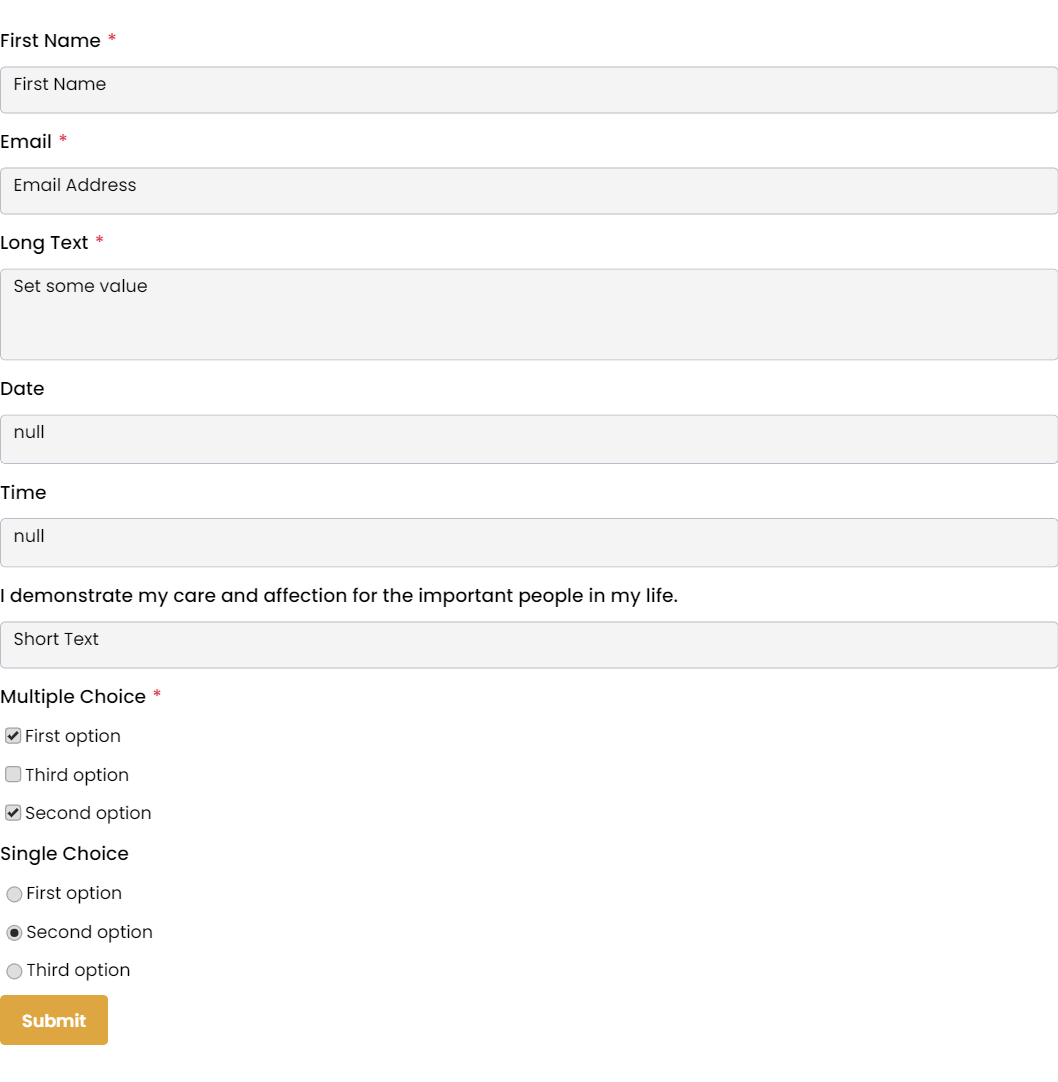 First Name *
First Name
Email *
Email Address
Long Text *
Set some value
Date
null
Time
null
I demonstrate my care and affection for the important people in my life.
Short Text
Multiple Choice *
First option
Third option
Second option
Single Choice
First option
Second option
Third option
Submit